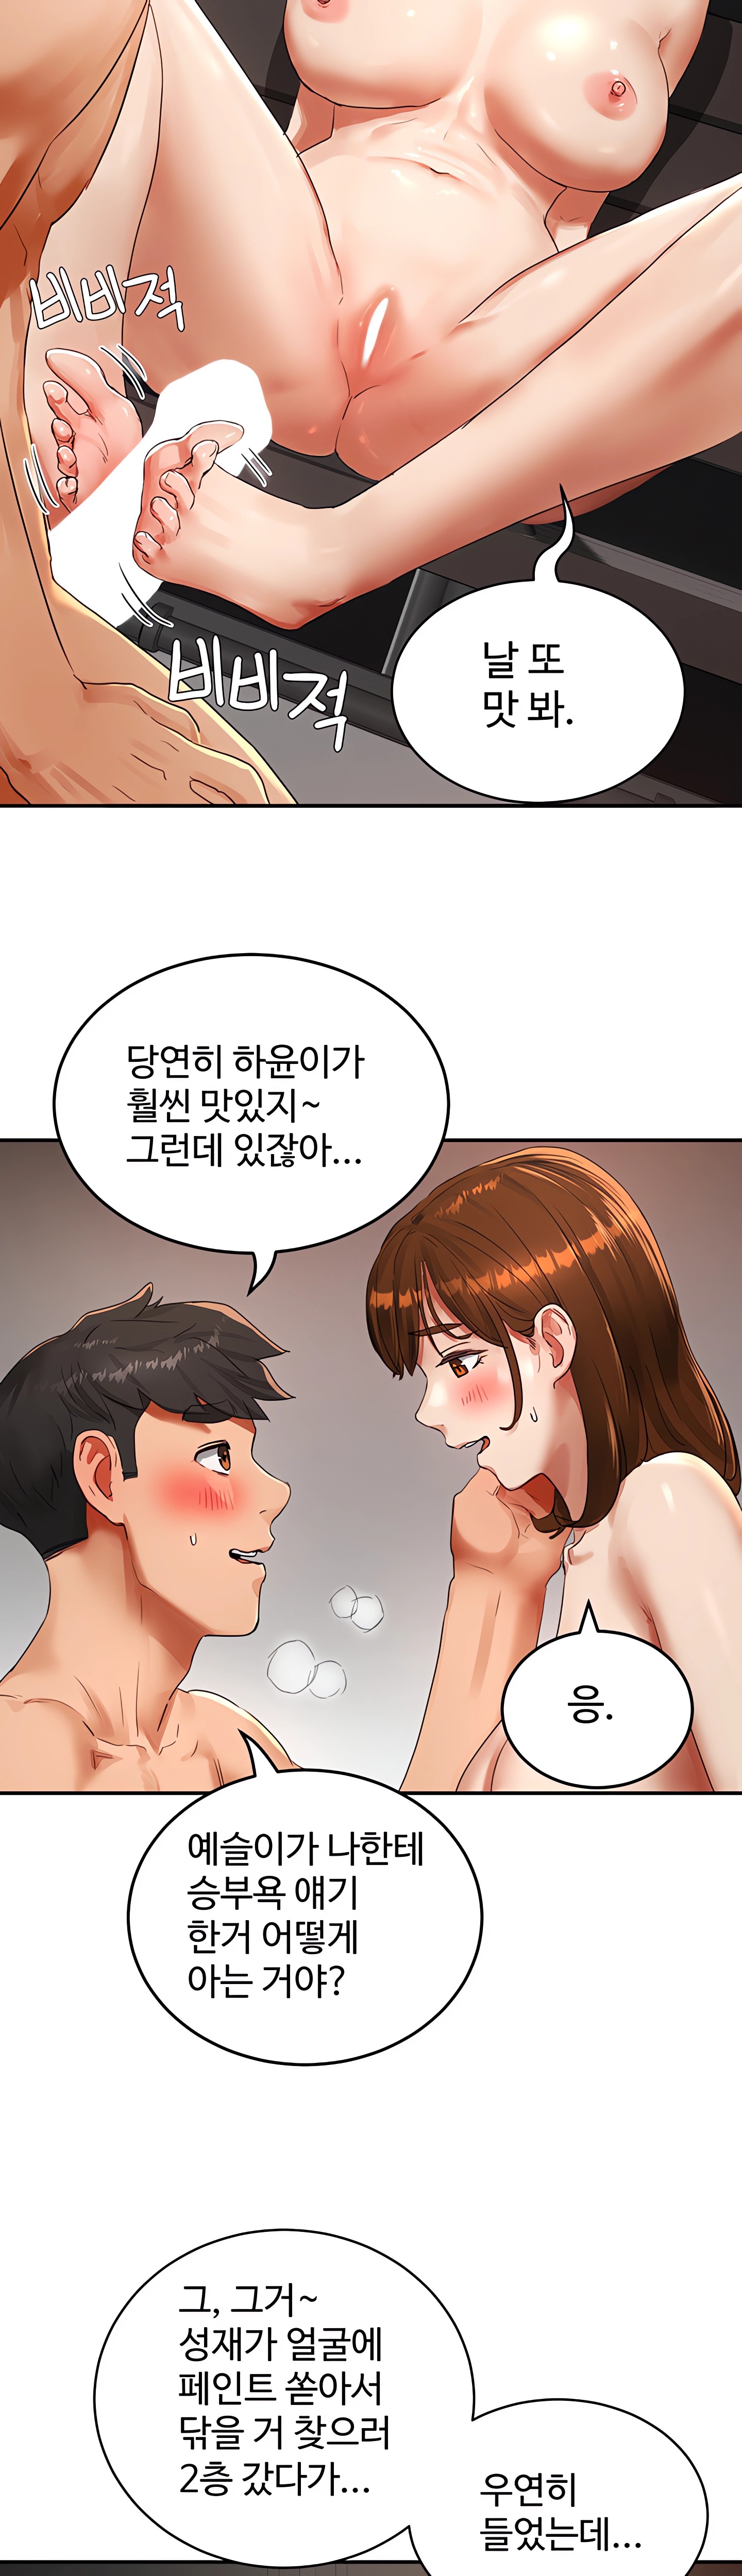 비비적
비비적
날 또
맛 봐.
당연히 하윤이가
훨씬 맛있지~
그런데 있잖아...
응.
예슬이가 나한테
승부욕 얘기
한거 어떻게
아는 거야?
그, 그거~
성재가 얼굴에
페인트 쏟아서
닦을 거 찾으러
2층 갔다가...
우연히
들었는데...